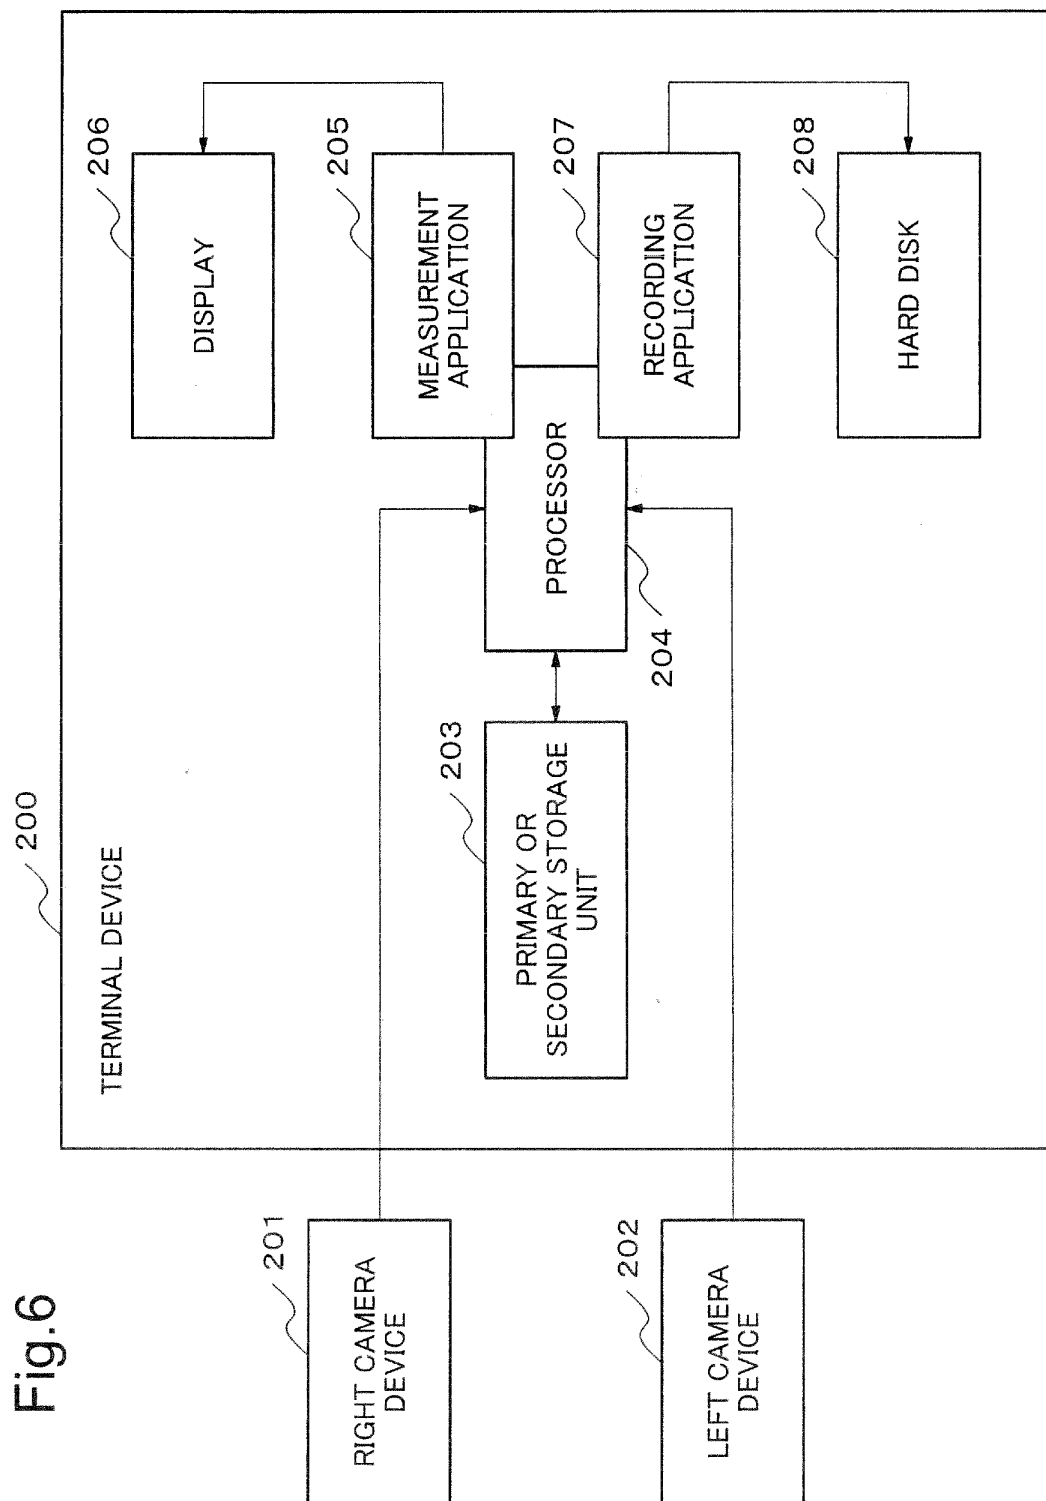 Fig.6
200
TERMINAL DEVICE
201
RIGHT CAMERA
DEVICE
202
LEFT CAMERA
DEVICE
203
PRIMARY OR
SECONDARY STORAGE
UNIT
204
PROCESSOR
205
MEASUREMENT
APPLICATION
206
DISPLAY
207
RECORDING
APPLICATION
208
HARD DISK